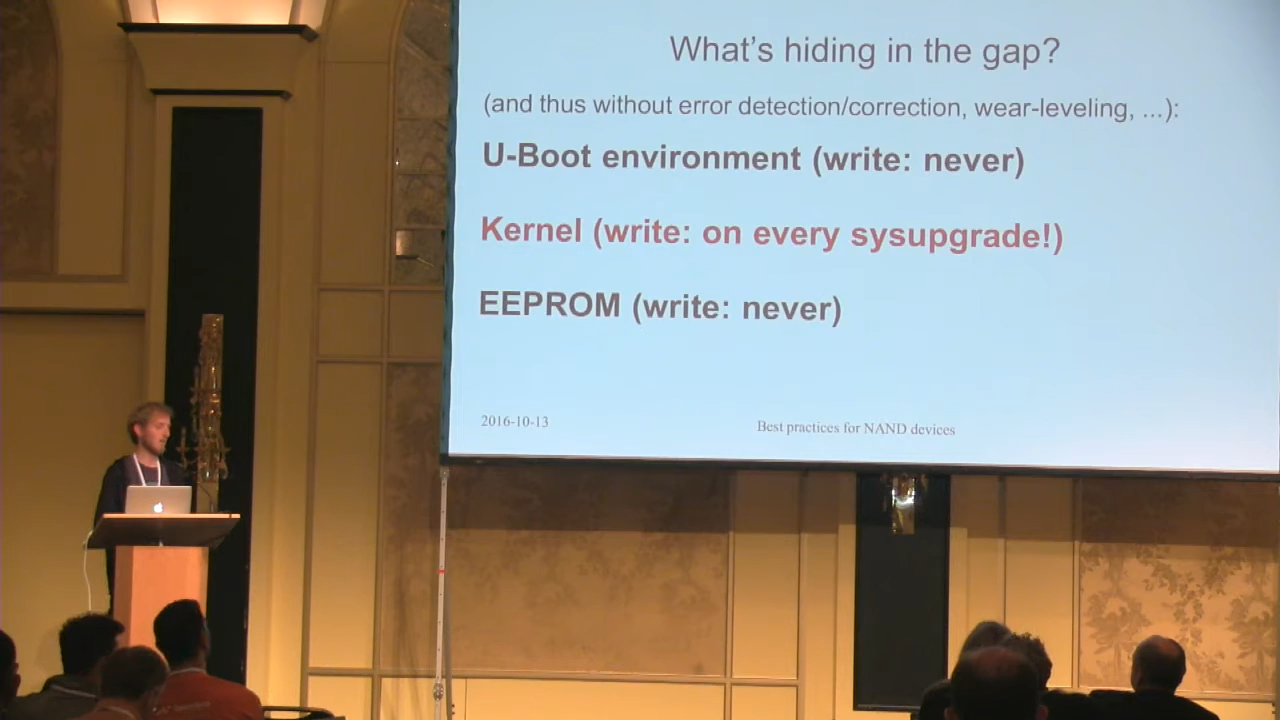 What's hiding in the gap?
(and thus without error detection/correction, wear-leveling, ...):
U-Boot environment (write: never)
Kernel (write: on every sysupgrade!)
EEPROM (write: never)
2016-10-13
Best practices for NAND devices